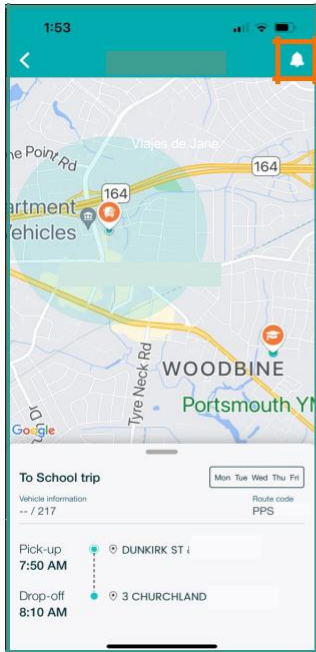 1:53
Viajes de Jane
ne Point Rd
164
164
artment
Vehicles
Tyre Neck Rd
WOODBINE
Portsmouth YM
Dr
Google
To School trip
Mon Tue Wed Thu Fri
Vehicle information
Route code
-- / 217
PPS
Pick-up
DUNKIRK ST &
7:50 AM
Drop-off
3 CHURCHLAND
8:10 AM